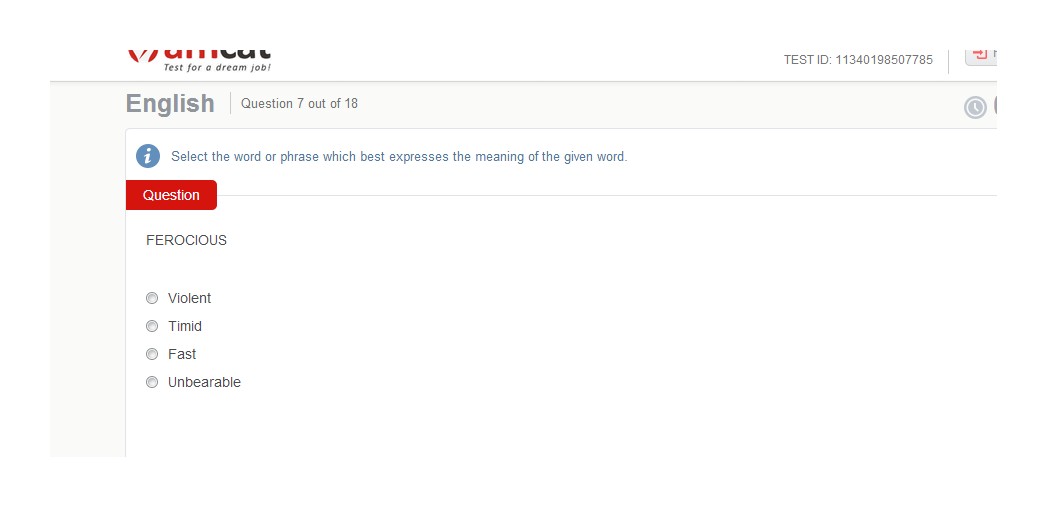 amcat
Test for a dream job!
TEST ID: 11340198507785
English
Question 7 out of 18
Select the word or phrase which best expresses the meaning of the given word.
Question
FEROCIOUS
Violent
Timid
Fast
Unbearable